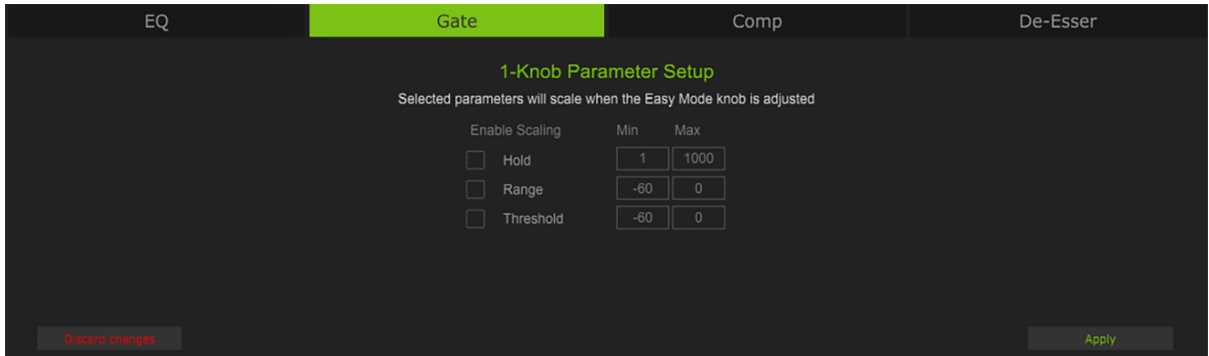 EQ Gate Comp De-Esser
1-Knob Parameter Setup
Selected parameters will scale when the Easy Mode knob is adjusted
Enable Scaling Min Max
Hold 1 1000
Range -60 0
Threshold -60 0
Discard changes Apply